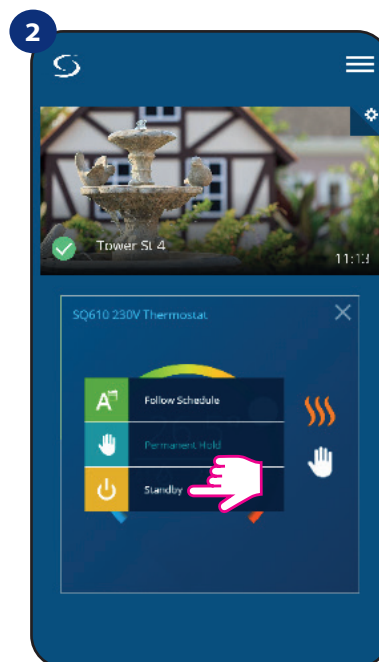 2
Tower St 4
11:13
SQ610 230V Thermostat
A
Follow Schedule
Permanent Hold
Standby